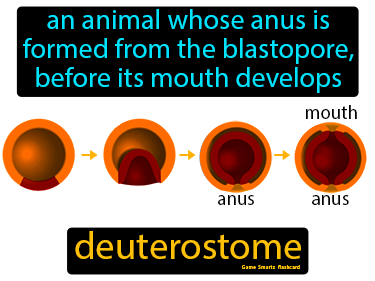 an animal whose anus is
formed from the blastopore,
before its mouth develops
mouth
anus
anus
deuterostome
Game Smartz flashcard